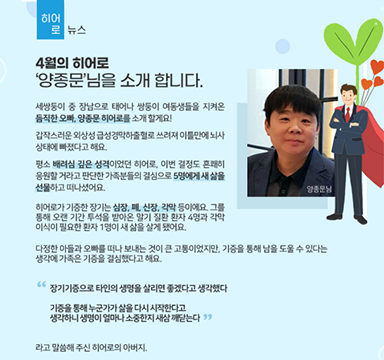 히어로 뉴스
4월의 히어로
‘양종문’님을 소개 합니다.
세쌍둥이 중 장남으로 태어나 쌍둥이 여동생들을 지켜온
듬직한 오빠, 양종문 히어로를 소개 할게요!
갑작스러운 외상성 급성경막하출혈로 쓰러져 이틀만에 뇌사
상태에 빠졌다고 해요.
평소 배려심 깊은 성격이었던 히어로, 이번 결정도 흔쾌히
응원할 거라고 판단한 가족분들의 결심으로 5명에게 새 삶을
선물하고 떠나셨어요.
히어로가 기증한 장기는 심장, 폐, 신장, 각막 등이에요. 그를
통해 오랜 기간 투석을 받아온 말기 질환 환자 4명과 각막
이식이 필요한 환자 1명이 새 삶을 살게 됐어요.
양종문님
다정한 아들과 오빠를 떠나 보내는 것이 큰 고통이었지만, 기증을 통해 남을 도울 수 있다는
생각에 가족은 기증을 결심했다고 해요.
“ 장기기증으로 타인의 생명을 살리면 좋겠다고 생각했다
기증을 통해 누군가가 삶을 다시 시작한다고
생각하니 생명이 얼마나 소중한지 새삼 깨닫는다 ”
라고 말씀해 주신 히어로의 아버지.